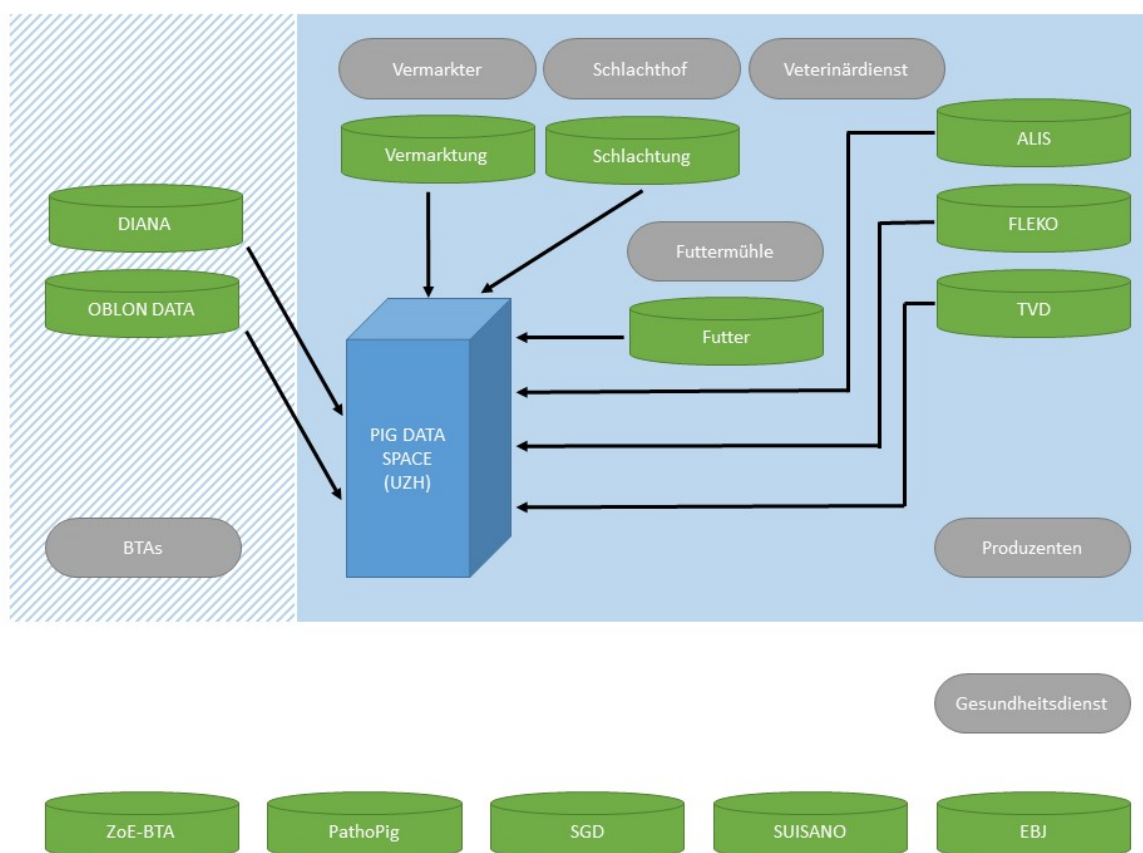 Vermarkter
Schlachthof
Veterinärdienst
Vermarktung
Schlachtung
ALIS
DIANA
FLEKO
Futtermühle
OBLON DATA
TVD
Futter
PIG DATA
SPACE
(UZH)
BTAs
Produzenten
Gesundheitsdienst
ZoE-BTA
PathoPig
SGD
SUISANO
EBJ